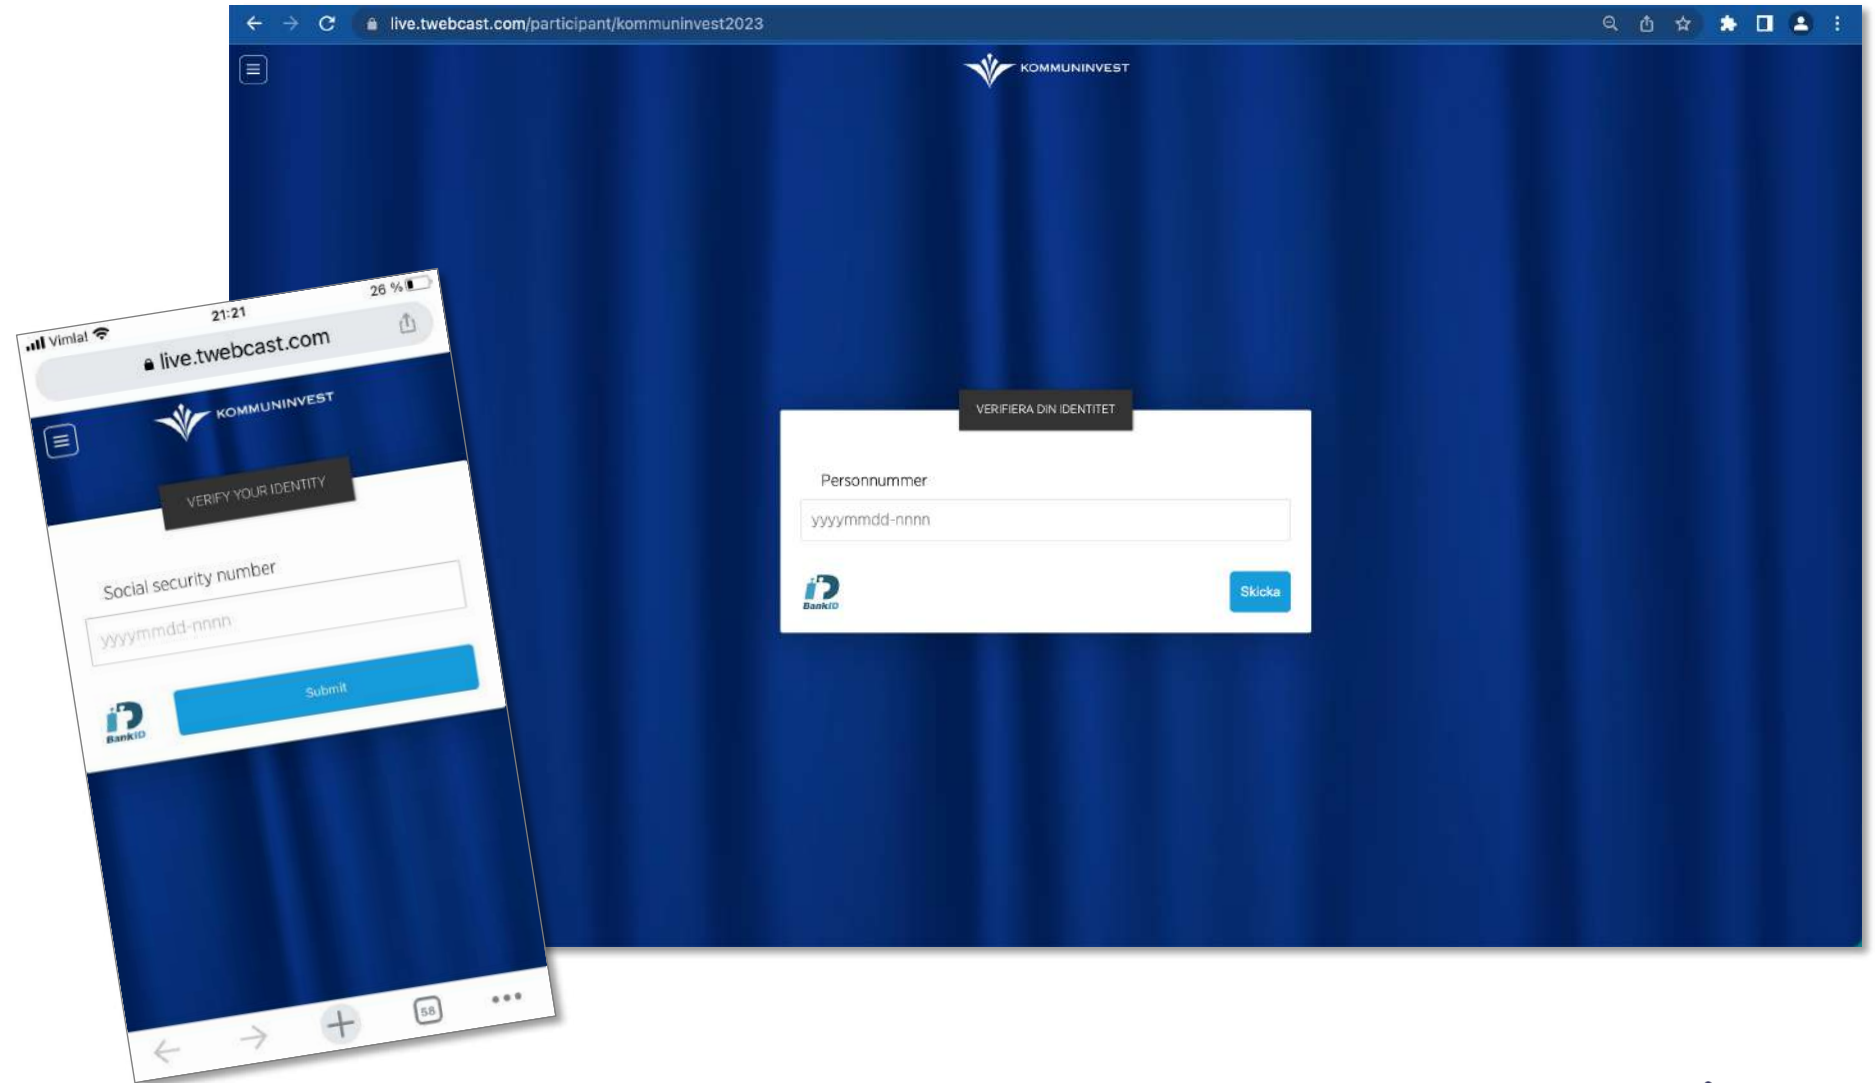 live.twebcast.com/participant/kommuninvest2023
KOMMUNINVEST
VERIFIERA DIN IDENTITET
Personnummer
yyyymmdd-nnnn
BankID
Skicka
Vimla!
21:21
26 %
live.twebcast.com
KOMMUNINVEST
VERIFY YOUR IDENTITY
Social security number
yyyymmdd-nnnn
BankID
Submit
58